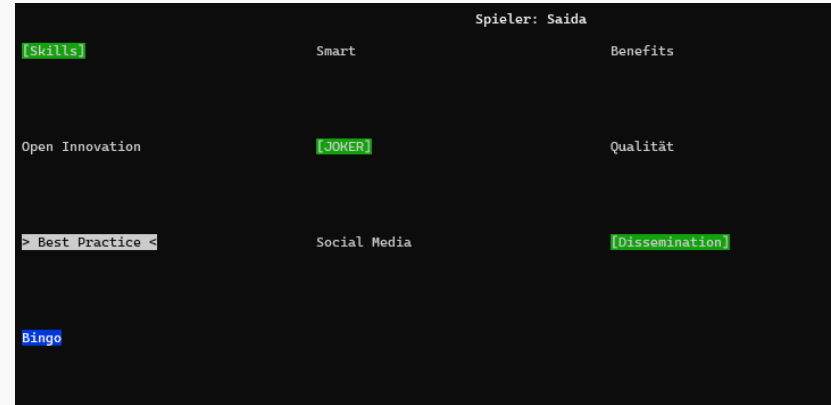 Spieler: Saida
[Skills] Smart Benefits
Open Innovation [JOKER] Qualität
> Best Practice < Social Media [Dissemination]
Bingo